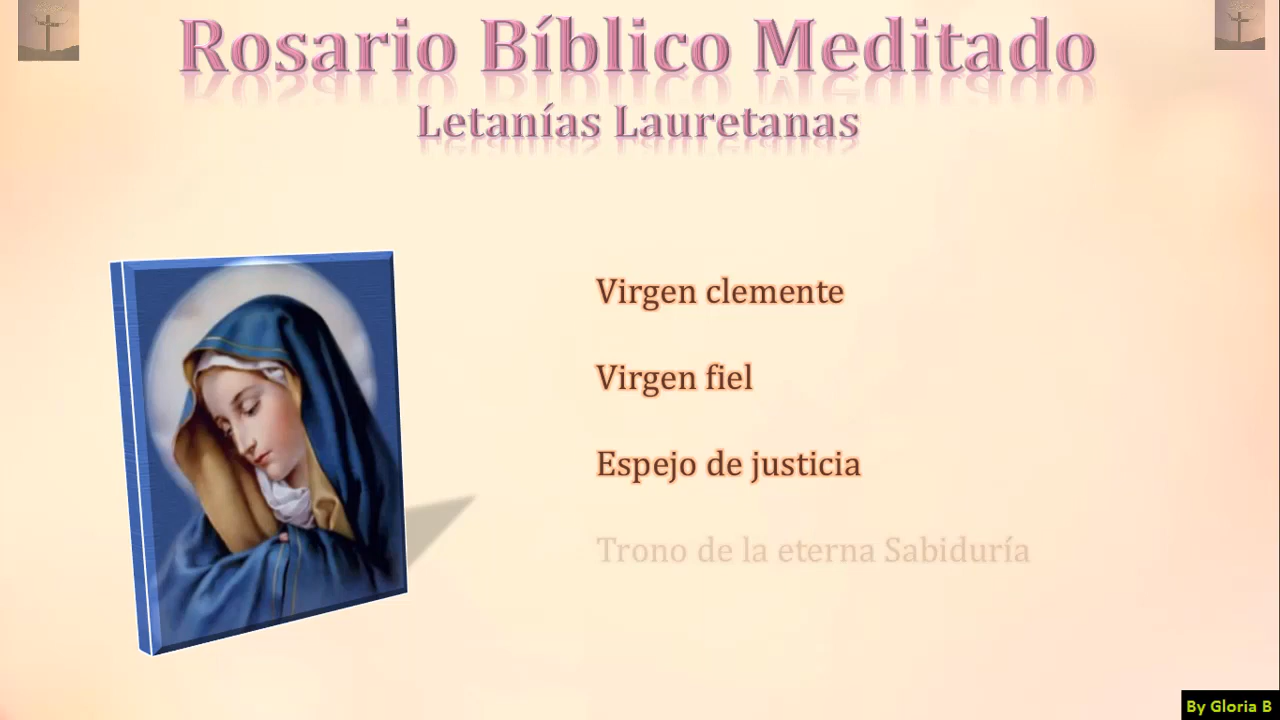 Rosario Bíblico Meditado
Letanías Lauretanas
Virgen clemente
Virgen fiel
Espejo de justicia
Trono de la eterna Sabiduría
By Gloria B